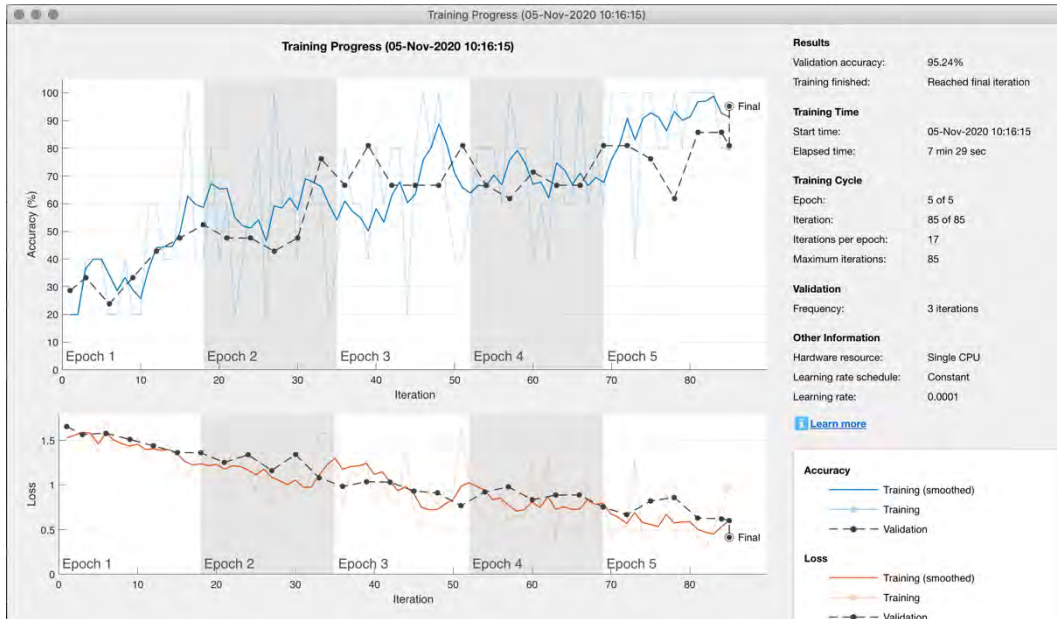 Training Progress (05-Nov-2020 10:16:15)
Training Progress (05-Nov-2020 10:16:15)
Accuracy (%)
100
90
80
70
60
50
40
30
20
10
0
Final
Epoch 1
Epoch 2
Epoch 3
Epoch 4
Epoch 5
0 10 20 30 40 50 60 70 80
Iteration
Loss
1.5
1
0.5
0
Final
Epoch 1
Epoch 2
Epoch 3
Epoch 4
Epoch 5
0 10 20 30 40 50 60 70 80
Iteration
Results
Validation accuracy: 95.24%
Training finished: Reached final iteration
Training Time
Start time: 05-Nov-2020 10:16:15
Elapsed time: 7 min 29 sec
Training Cycle
Epoch: 5 of 5
Iteration: 85 of 85
Iterations per epoch: 17
Maximum iterations: 85
Validation
Frequency: 3 iterations
Other Information
Hardware resource: Single CPU
Learning rate schedule: Constant
Learning rate: 0.0001
i Learn more
Accuracy
Training (smoothed)
Training
Validation
Loss
Training (smoothed)
Training
Validation